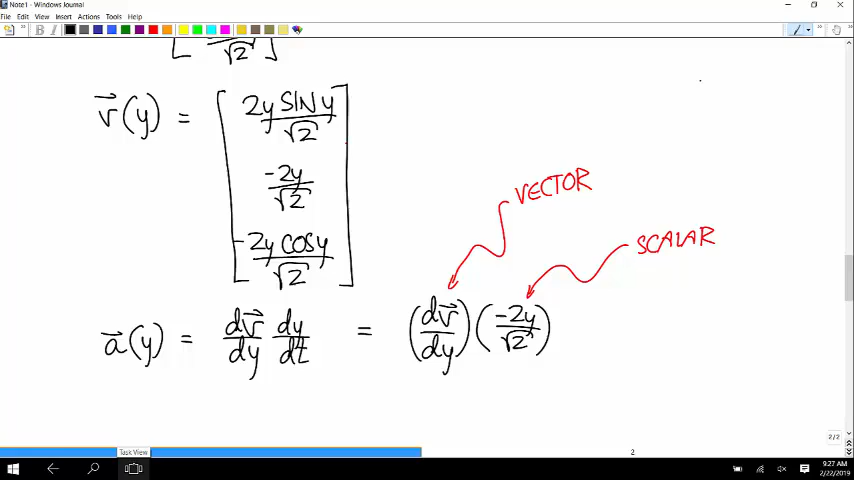 Note1 - Windows Journal
File Edit View Insert Actions Tools Help
B I
√2
v⃗(y) = [ 2y SIN y / √2
-2y / √2
-2y COS y / √2 ]
VECTOR
SCALAR
a⃗(y) = dv⃗/dy dy/dt = (dv⃗/dy) (-2y/√2)
2/2
Task View
2
9:27 AM
2/22/2019